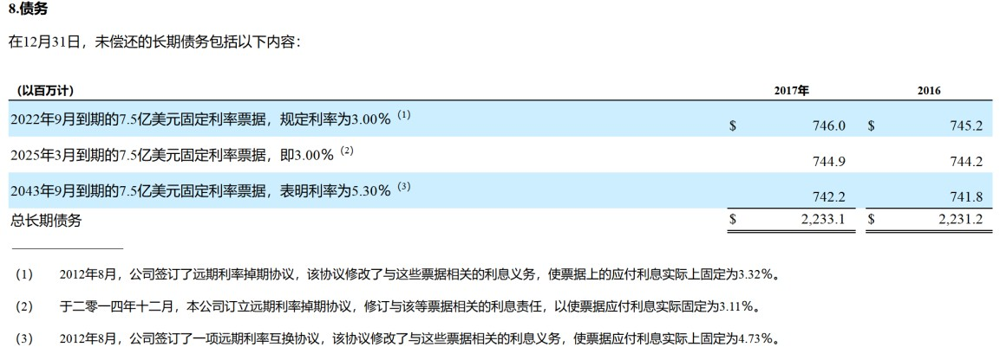 8.债务
在12月31日，未偿还的长期债务包括以下内容：
（以百万计） 2017年 2016
2022年9月到期的7.5亿美元固定利率票据，规定利率为3.00%（1） $ 746.0 $ 745.2
2025年3月到期的7.5亿美元固定利率票据，即3.00%（2） 744.9 744.2
2043年9月到期的7.5亿美元固定利率票据，表明利率为5.30%（3） 742.2 741.8
总长期债务 $ 2,233.1 $ 2,231.2
（1） 2012年8月，公司签订了远期利率掉期协议，该协议修改了与这些票据相关的利息义务，使票据上的应付利息实际上固定为3.32%。
（2） 于二零一四年十二月，本公司订立远期利率掉期协议，修订与该等票据相关的利息责任，以使票据应付利息实际固定为3.11%。
（3） 2012年8月，公司签订了一项远期利率互换协议，该协议修改了与这些票据相关的利息义务，使票据应付利息实际上固定为4.73%。